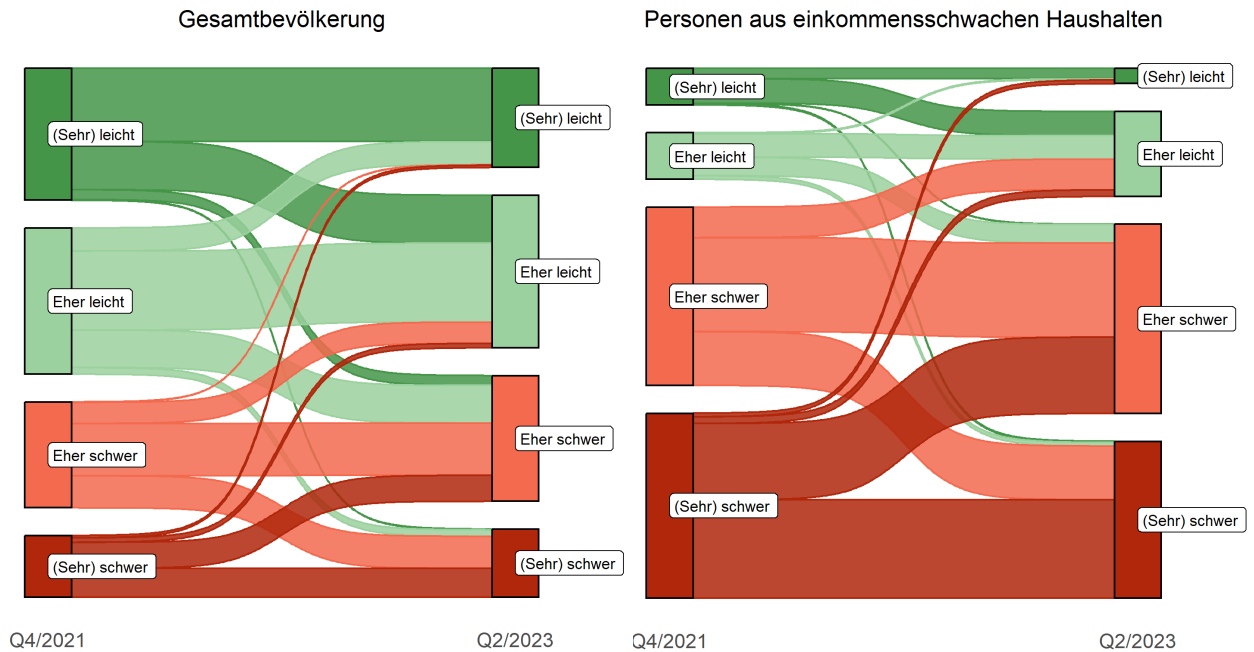 Gesamtbevölkerung
(Sehr) leicht
Eher leicht
Eher schwer
(Sehr) schwer
(Sehr) leicht
Eher leicht
Eher schwer
(Sehr) schwer
Q4/2021
Q2/2023
Personen aus einkommensschwachen Haushalten
(Sehr) leicht
Eher leicht
Eher schwer
(Sehr) schwer
(Sehr) leicht
Eher leicht
Eher schwer
(Sehr) schwer
Q4/2021
Q2/2023